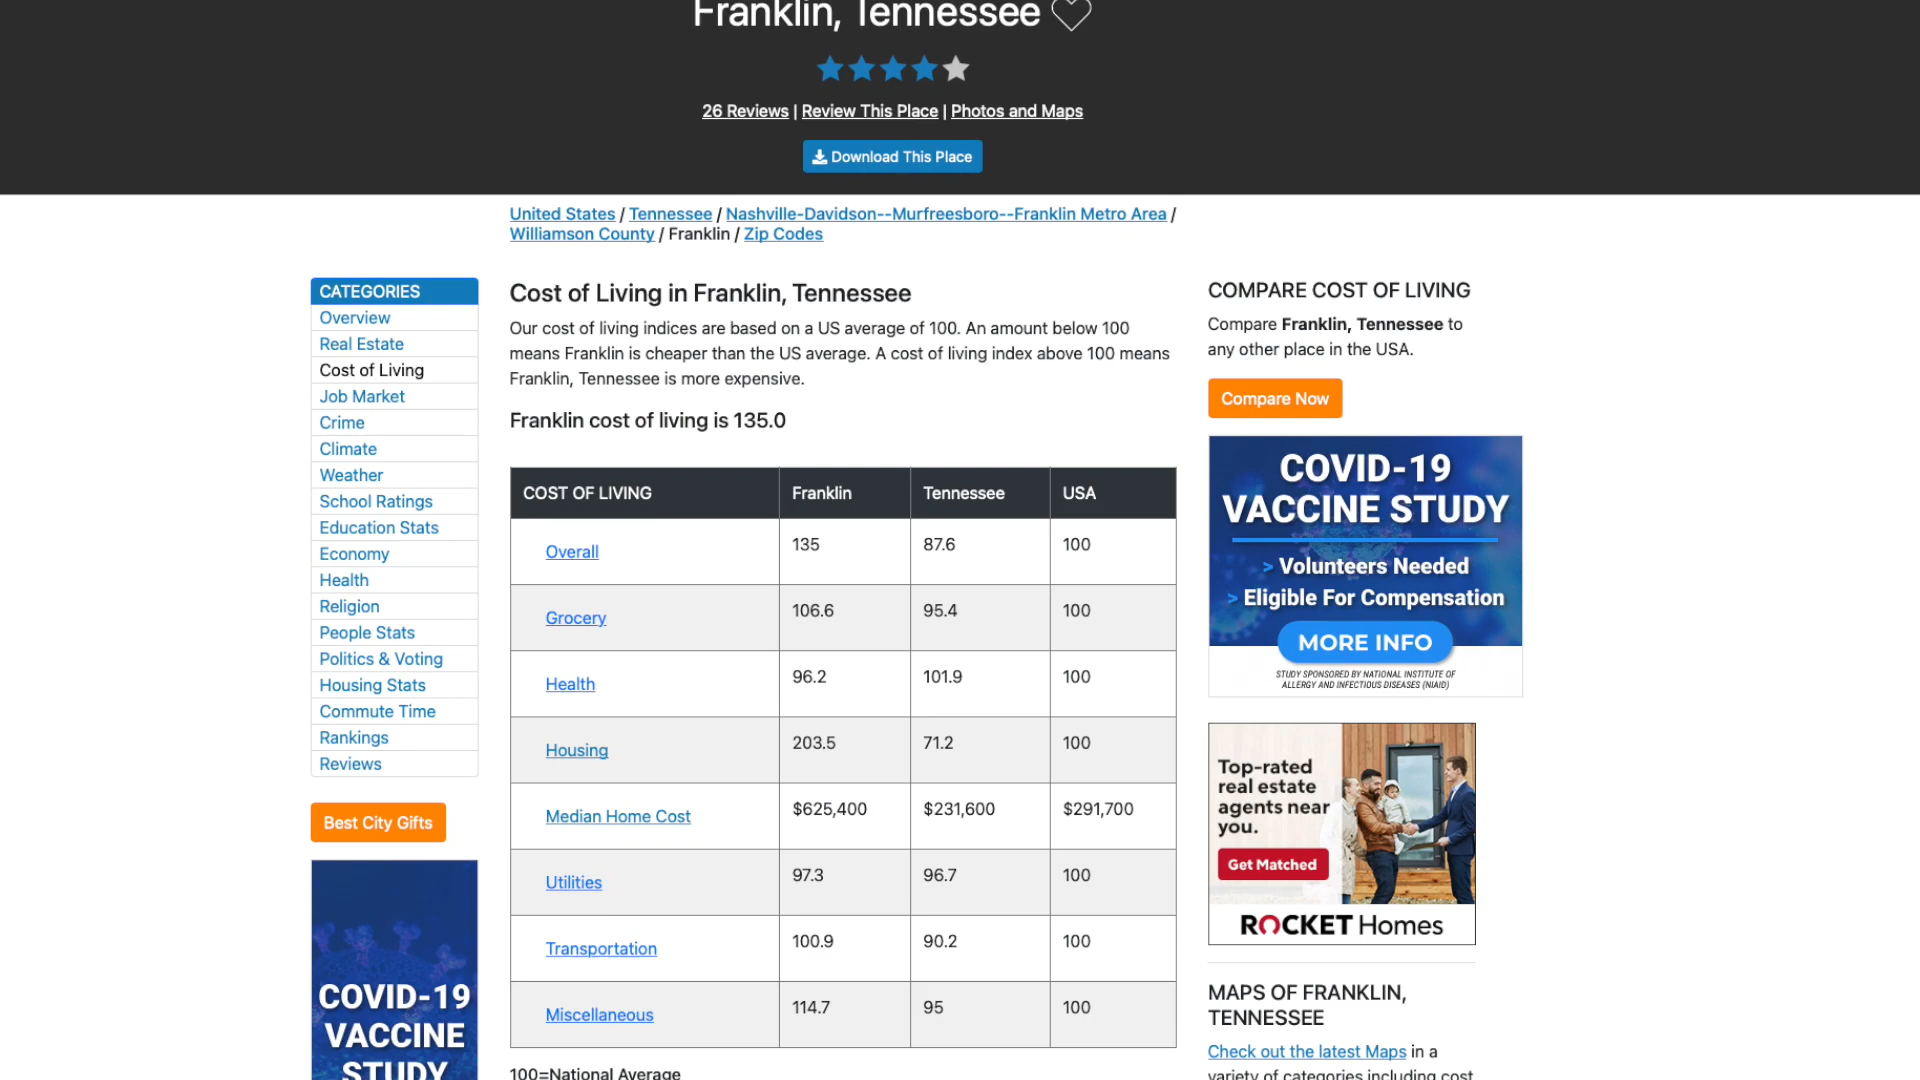 Franklin, Tennessee
26 Reviews | Review This Place | Photos and Maps
Download This Place
United States / Tennessee / Nashville-Davidson--Murfreesboro--Franklin Metro Area /
Williamson County / Franklin / Zip Codes
CATEGORIES
Overview
Real Estate
Cost of Living
Job Market
Crime
Climate
Weather
School Ratings
Education Stats
Economy
Health
Religion
People Stats
Politics & Voting
Housing Stats
Commute Time
Rankings
Reviews
Best City Gifts
COVID-19
VACCINE
STUDY
Cost of Living in Franklin, Tennessee
Our cost of living indices are based on a US average of 100. An amount below 100
means Franklin is cheaper than the US average. A cost of living index above 100 means
Franklin, Tennessee is more expensive.
Franklin cost of living is 135.0
COST OF LIVING Franklin Tennessee USA
Overall 135 87.6 100
Grocery 106.6 95.4 100
Health 96.2 101.9 100
Housing 203.5 71.2 100
Median Home Cost $625,400 $231,600 $291,700
Utilities 97.3 96.7 100
Transportation 100.9 90.2 100
Miscellaneous 114.7 95 100
100=National Average
COMPARE COST OF LIVING
Compare Franklin, Tennessee to
any other place in the USA.
Compare Now
COVID-19
VACCINE STUDY
> Volunteers Needed
> Eligible For Compensation
MORE INFO
STUDY SPONSORED BY NATIONAL INSTITUTE OF
ALLERGY AND INFECTIOUS DISEASES (NIAID)
Top-rated
real estate
agents near
you.
Get Matched
ROCKET Homes
MAPS OF FRANKLIN,
TENNESSEE
Check out the latest Maps in a
variety of categories including cost